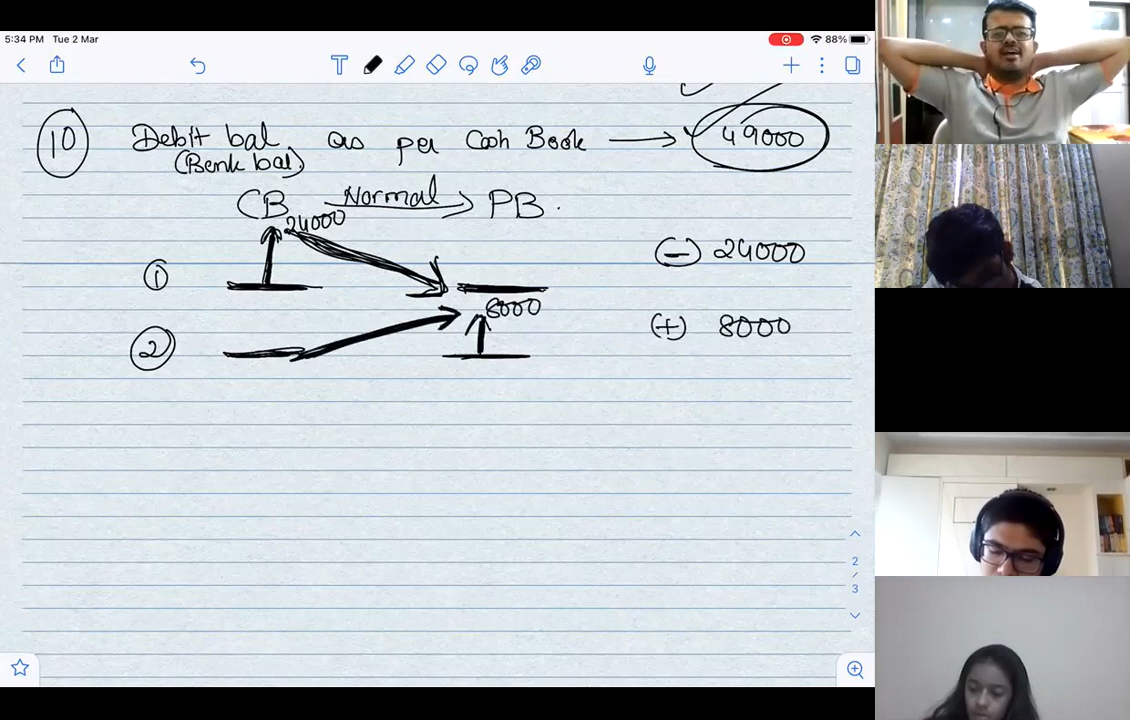 5:34 PM Tue 2 Mar
88%
T
10 Debit bal as per Cash Book → 49000
(Bank bal)
CB Normal → PB.
24000
1 (-) 24000
8000
2 (+) 8000
2
/
3